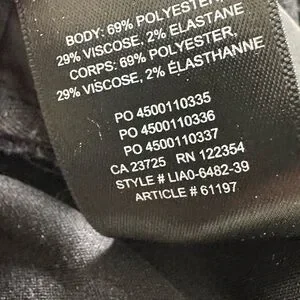 BODY: 69% POLYESTER,
29% VISCOSE, 2% ELASTANE
CORPS: 69% POLYESTER,
29% VISCOSE, 2% ÉLASTHANNE
PO 4500110335
PO 4500110336
PO 4500110337
CA 23725 RN 122354
STYLE # LIA0-6482-39
ARTICLE # 61197